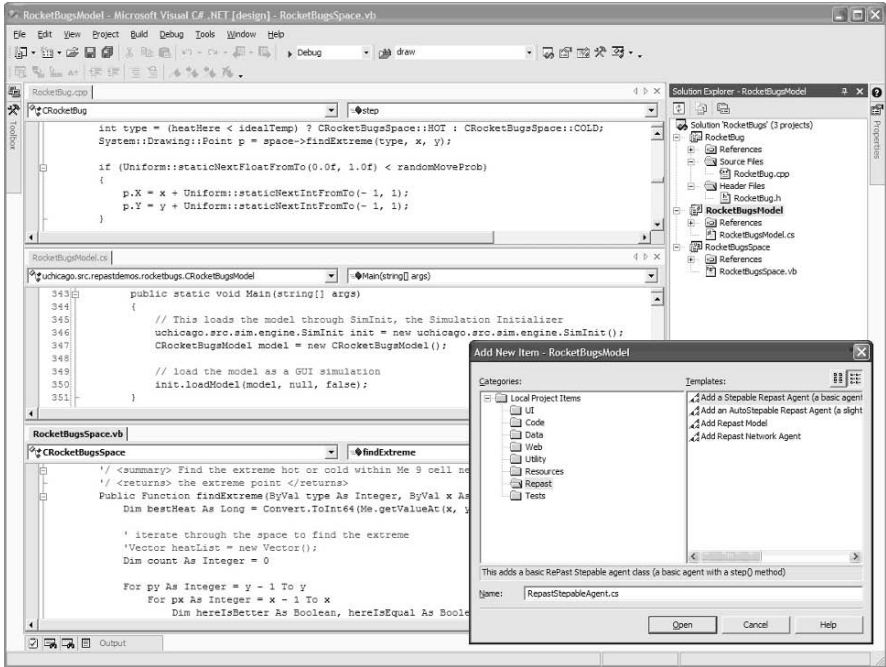 RocketBugsModel - Microsoft Visual C# .NET [design] - RocketBugsSpace.vb
File Edit View Project Build Debug Tools Window Help
Debug
draw
RocketBug.cpp
CRocketBug
step
int type = (heatHere < idealTemp) ? CRocketBugsSpace::HOT : CRocketBugsSpace::COLD;
System::Drawing::Point p = space->findExtreme(type, x, y);
if (Uniform::staticNextFloatFromTo(0.0f, 1.0f) < randomMoveProb)
{
p.X = x + Uniform::staticNextIntFromTo(- 1, 1);
p.Y = y + Uniform::staticNextIntFromTo(- 1, 1);
}
RocketBugsModel.cs
uchicago.src.repastdemos.rocketbugs.CRocketBugsModel
Main(string[] args)
343 public static void Main(string[] args)
344 {
345 // This loads the model through SimInit, the Simulation Initializer
346 uchicago.src.sim.engine.SimInit init = new uchicago.src.sim.engine.SimInit();
347 CRocketBugsModel model = new CRocketBugsModel();
348
349 // load the model as a GUI simulation
350 init.loadModel(model, null, false);
351 }
RocketBugsSpace.vb
CRocketBugsSpace
findExtreme
'/ <summary> Find the extreme hot or cold within Me 9 cell ne
'/ <returns> the extreme point </returns>
Public Function findExtreme(ByVal type As Integer, ByVal x As
Dim bestHeat As Long = Convert.ToInt64(Me.getValueAt(x, y
' iterate through the space to find the extreme
'Vector heatList = new Vector();
Dim count As Integer = 0
For py As Integer = y - 1 To y
For px As Integer = x - 1 To x
Dim hereIsBetter As Boolean, hereIsEqual As Boole
Output
Toolbox
Solution Explorer - RocketBugsModel
Solution 'RocketBugs' (3 projects)
RocketBug
References
Source Files
RocketBug.cpp
Header Files
RocketBug.h
RocketBugsModel
References
RocketBugsModel.cs
RocketBugsSpace
References
RocketBugsSpace.vb
Properties
Add New Item - RocketBugsModel
Categories:
Templates:
Local Project Items
UI
Code
Data
Web
Utility
Resources
Repast
Tests
Add a Stepable Repast Agent (a basic agent
Add an AutoStepable Repast Agent (a slight
Add Repast Model
Add Repast Network Agent
This adds a basic RePast Stepable agent class (a basic agent with a step() method)
Name: RepastStepableAgent.cs
Open Cancel Help